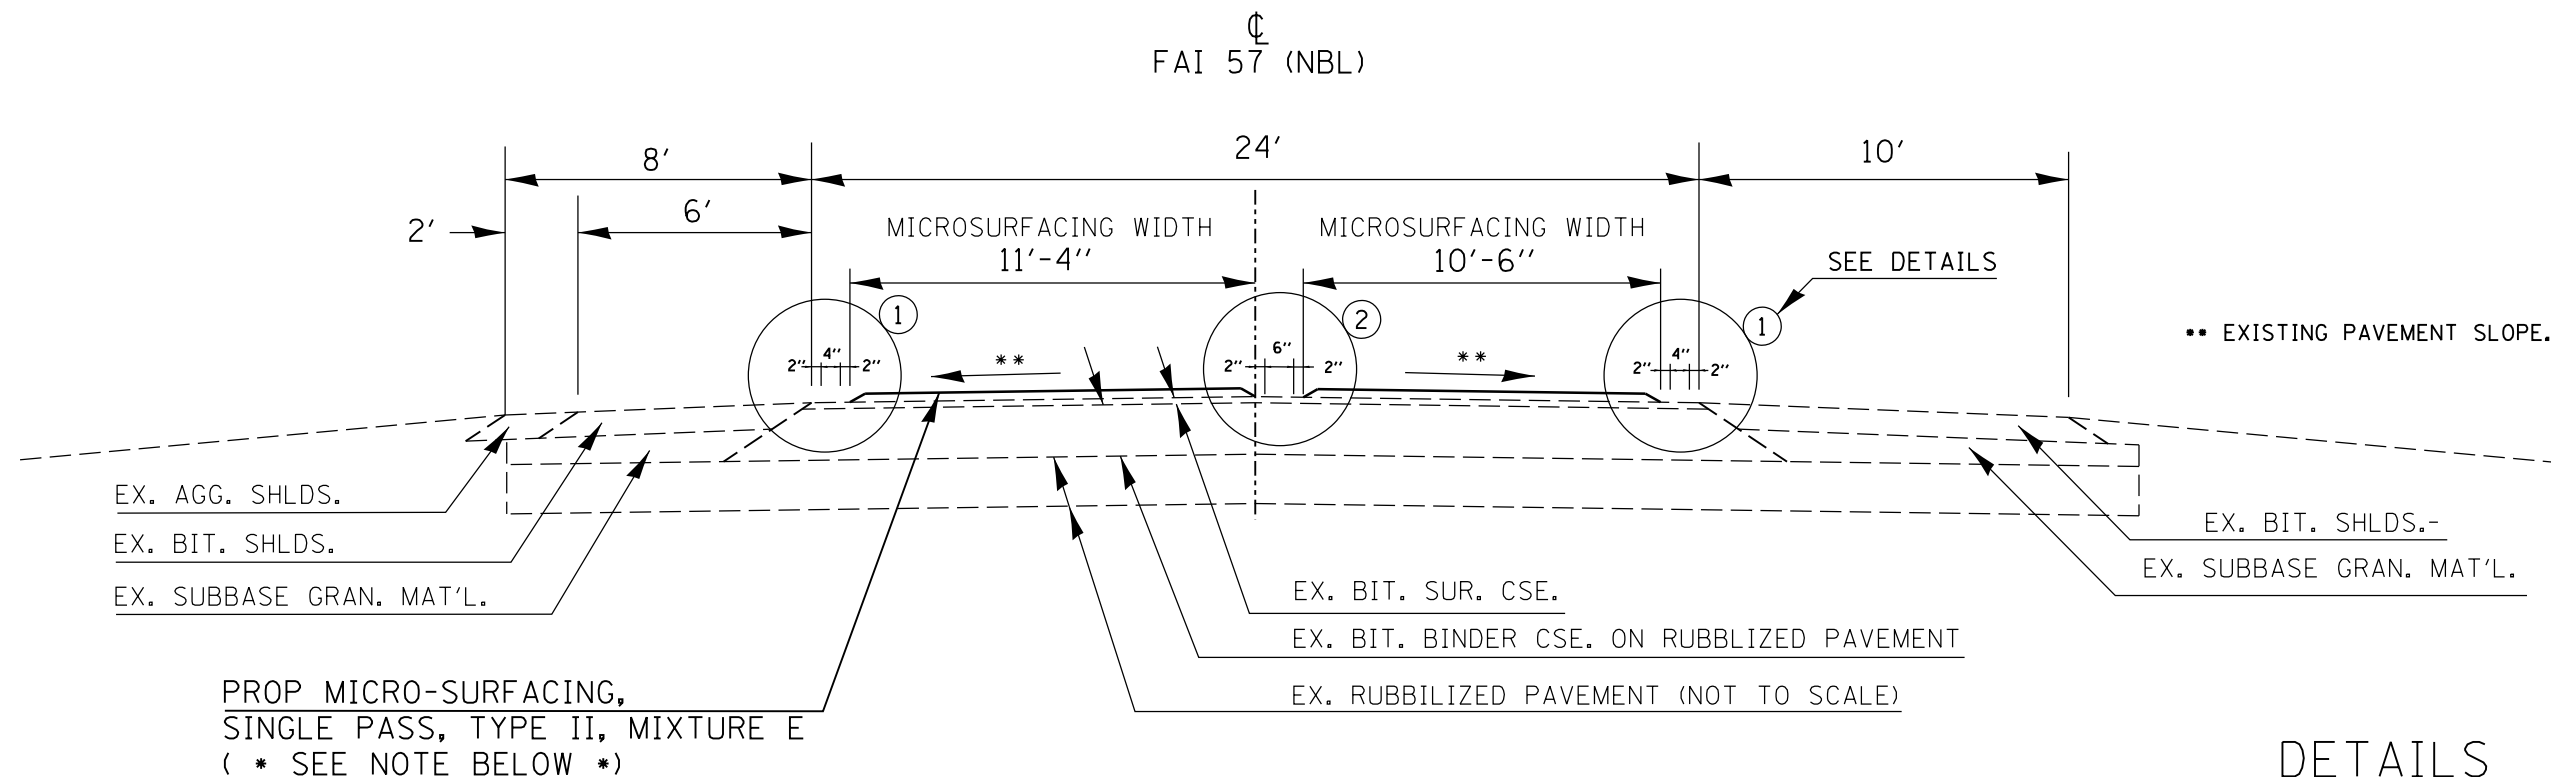 ℄
FAI 57 (NBL)
8' 24' 10'
2' 6' MICROSURFACING WIDTH MICROSURFACING WIDTH
11'-4'' 10'-6'' SEE DETAILS
1 2 1
** EXISTING PAVEMENT SLOPE.
2'' 4'' 2'' ** 2'' 6'' 2'' ** 2'' 4'' 2''
EX. AGG. SHLDS.
EX. BIT. SHLDS.
EX. SUBBASE GRAN. MAT'L.
EX. BIT. SHLDS.-
EX. SUBBASE GRAN. MAT'L.
EX. BIT. SUR. CSE.
EX. BIT. BINDER CSE. ON RUBBLIZED PAVEMENT
EX. RUBBILIZED PAVEMENT (NOT TO SCALE)
PROP MICRO-SURFACING,
SINGLE PASS, TYPE II, MIXTURE E
( * SEE NOTE BELOW *)
DETAILS